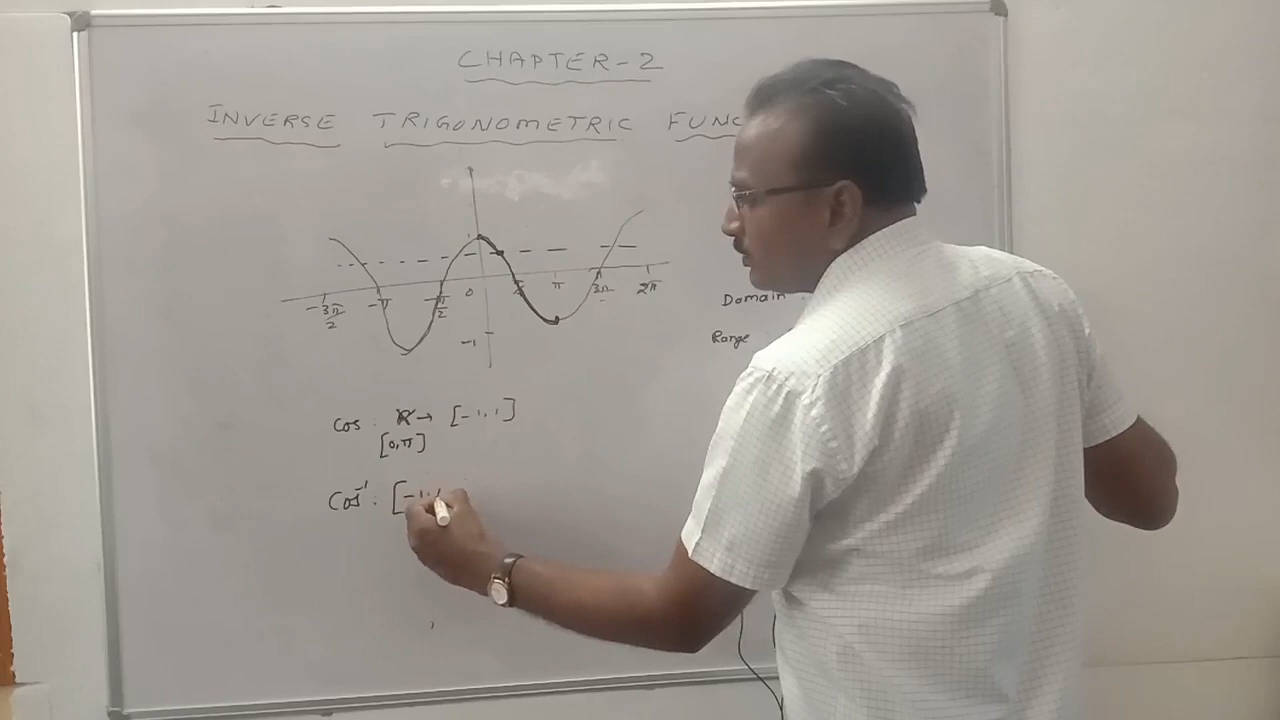 CHAPTER-2
INVERSE TRIGONOMETRIC FUNC
1
-3π/2 -π -π/2 0 π/2 π 3π 2π
-1
Domain :
Range
cos : R → [-1,1]
[0,π]
Cos⁻¹ : [-1,1